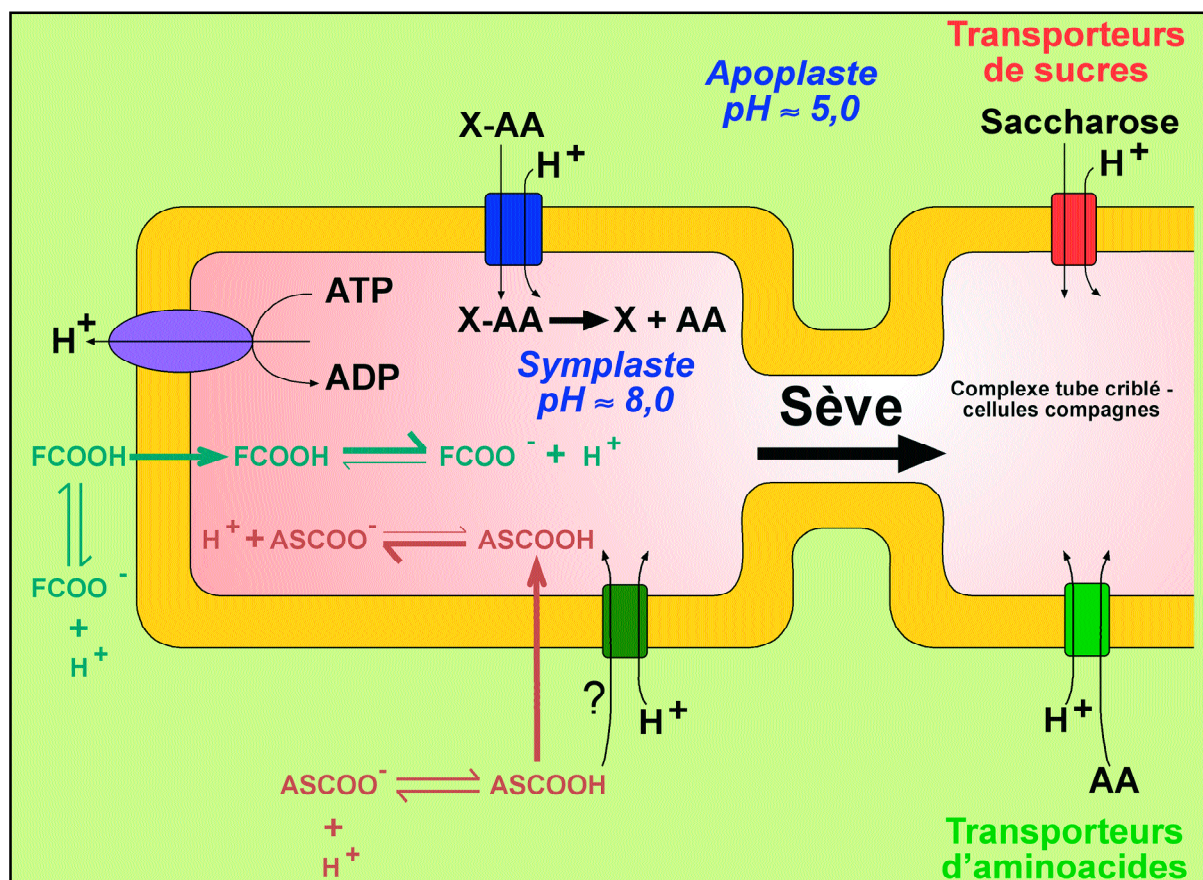 Transporteurs
de sucres
Apoplaste
pH ≈ 5,0
Saccharose
H+
X-AA
H+
ATP
H+
ADP
X-AA → X + AA
Symplaste
pH ≈ 8,0
Sève
Complexe tube criblé -
cellules compagnes
FCOOH → FCOOH ⇌ FCOO- + H+
H+ + ASCOO- ⇌ ASCOOH
FCOO-
+
H+
?
H+
H+
ASCOO- ⇌ ASCOOH
+
H+
AA
Transporteurs
d'aminoacides